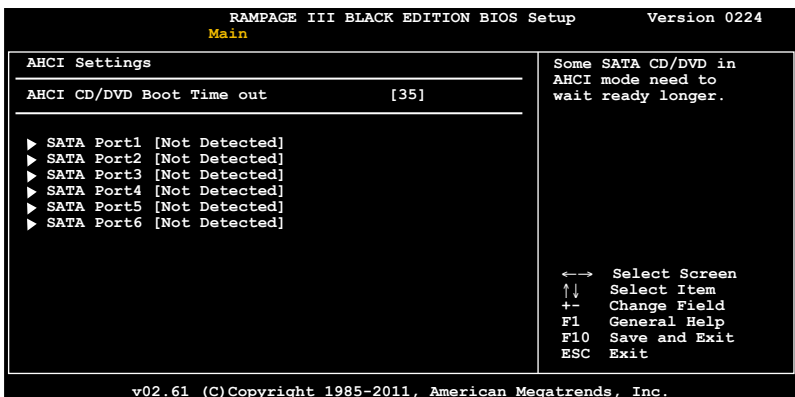 RAMPAGE III BLACK EDITION BIOS Setup Version 0224
Main
AHCI Settings
AHCI CD/DVD Boot Time out [35]
▶ SATA Port1 [Not Detected]
▶ SATA Port2 [Not Detected]
▶ SATA Port3 [Not Detected]
▶ SATA Port4 [Not Detected]
▶ SATA Port5 [Not Detected]
▶ SATA Port6 [Not Detected]
Some SATA CD/DVD in
AHCI mode need to
wait ready longer.
←→ Select Screen
↑↓ Select Item
+- Change Field
F1 General Help
F10 Save and Exit
ESC Exit
v02.61 (C)Copyright 1985-2011, American Megatrends, Inc.